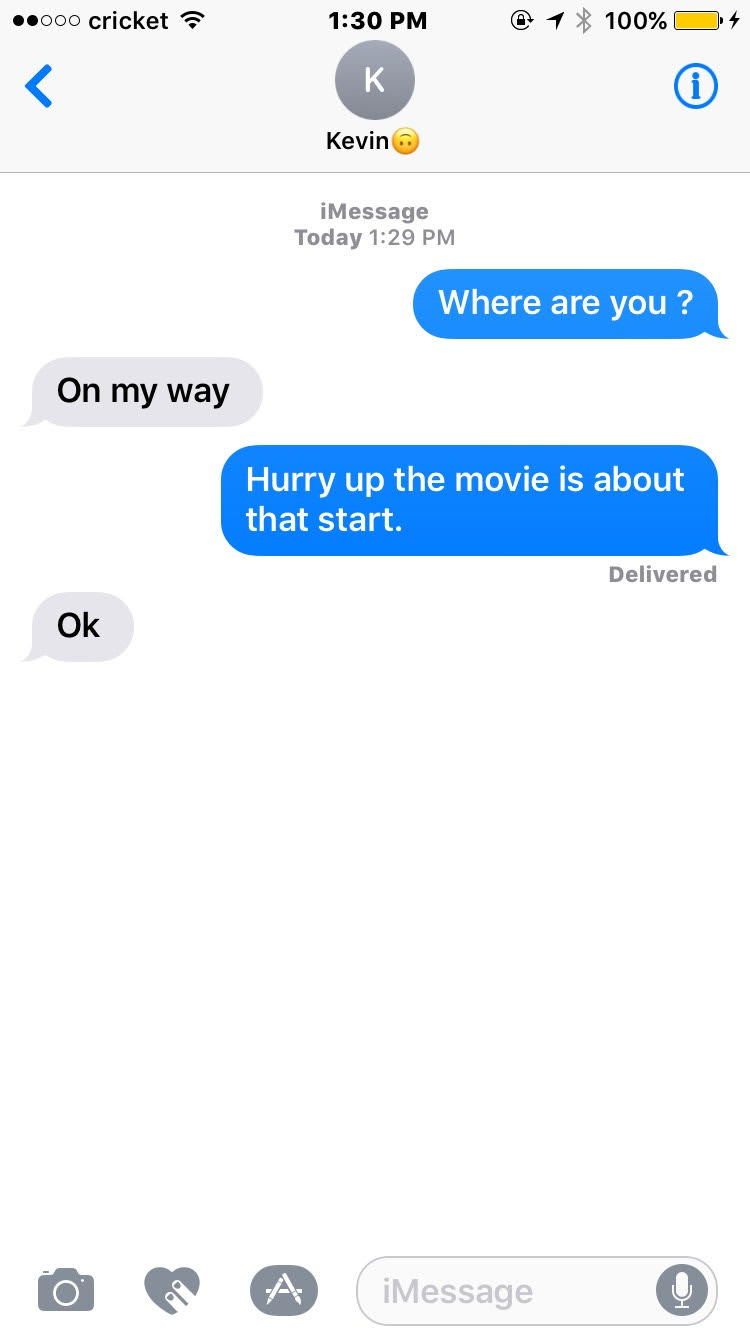 cricket 1:30 PM 100%
K
Kevin🙃
iMessage
Today 1:29 PM
Where are you ?
On my way
Hurry up the movie is about
that start.
Delivered
Ok
iMessage